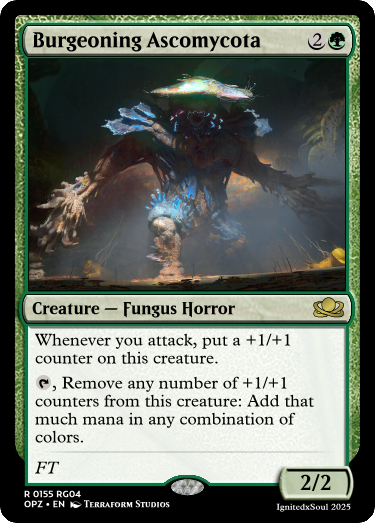 Burgeoning Ascomycota 2
Creature — Fungus Horror
Whenever you attack, put a +1/+1
counter on this creature.
, Remove any number of +1/+1
counters from this creature: Add that
much mana in any combination of
colors.
FT
2/2
R 0155 RG04
OPZ • EN Terraform Studios
IgnitedxSoul 2025